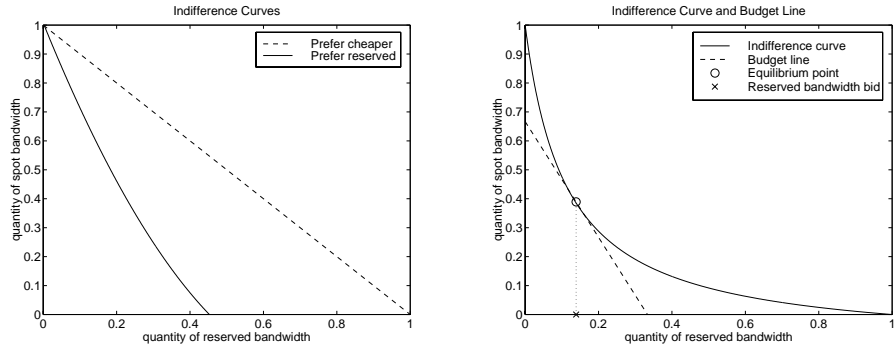 Indifference Curves
1
0.9
0.8
0.7
0.6
0.5
0.4
0.3
0.2
0.1
0
quantity of spot bandwidth
Prefer cheaper
Prefer reserved
0
0.2
0.4
0.6
0.8
1
quantity of reserved bandwidth
Indifference Curve and Budget Line
1
0.9
0.8
0.7
0.6
0.5
0.4
0.3
0.2
0.1
0
quantity of spot bandwidth
Indifference curve
Budget line
Equilibrium point
Reserved bandwidth bid
0
0.2
0.4
0.6
0.8
1
quantity of reserved bandwidth